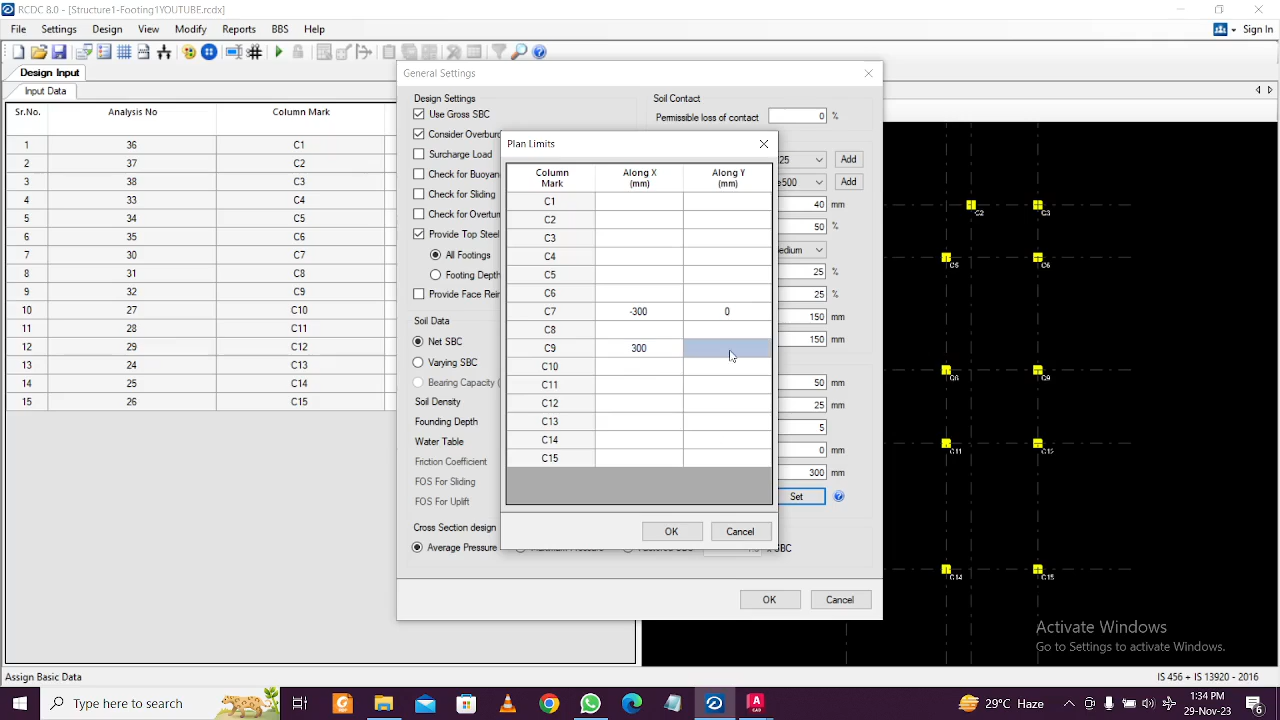 RCDC 8.0 - [Structure1-Footing1YOUTUBE.rcdx]
File Settings Design View Modify Reports BBS Help
Sign In
Design Input
Input Data
Sr.No. Analysis No Column Mark
1 36 C1
2 37 C2
3 38 C3
4 33 C4
5 34 C5
6 35 C6
7 30 C7
8 31 C8
9 32 C9
10 27 C10
11 28 C11
12 29 C12
13 24 C13
14 25 C14
15 26 C15
General Settings
Design Settings
Use Gross SBC
Consider Overburd
Surcharge Load
Check for Buoyan
Check for Sliding
Check for Overtur
Provide Top Steel
All Footings
Footing Depth
Provide Face Rein
Soil Data
Net SBC
Varying SBC
Bearing Capacity (
Soil Density
Founding Depth
Water Table
Friction Coefficient
FOS For Sliding
FOS For Uplift
Cross Section design
Average Pressure
Soil Contact
Permissible loss of contact 0 %
25 Add
e500 Add
40 mm
50 %
edium
25 %
25 %
150 mm
150 mm
50 mm
25 mm
5
0 mm
300 mm
Set
x SBC
OK Cancel
Plan Limits
Column Mark Along X (mm) Along Y (mm)
C1
C2
C3
C4
C5
C6
C7 -300 0
C8
C9 300
C10
C11
C12
C13
C14
C15
OK Cancel
C2 C3
C5 C6
C8 C9
C11 C12
C14 C15
Activate Windows
Go to Settings to activate Windows.
Assign Basic Data
IS 456 + IS 13920 - 2016
Type here to search
29°C Haze
1:34 PM
29-Nov-23
6